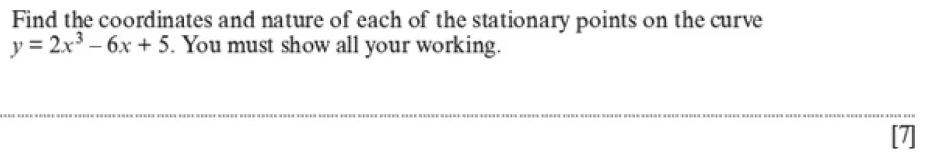 Find the coordinates and nature of each of the stationary points on the curve
y = 2x³ – 6x + 5. You must show all your working.
[7]